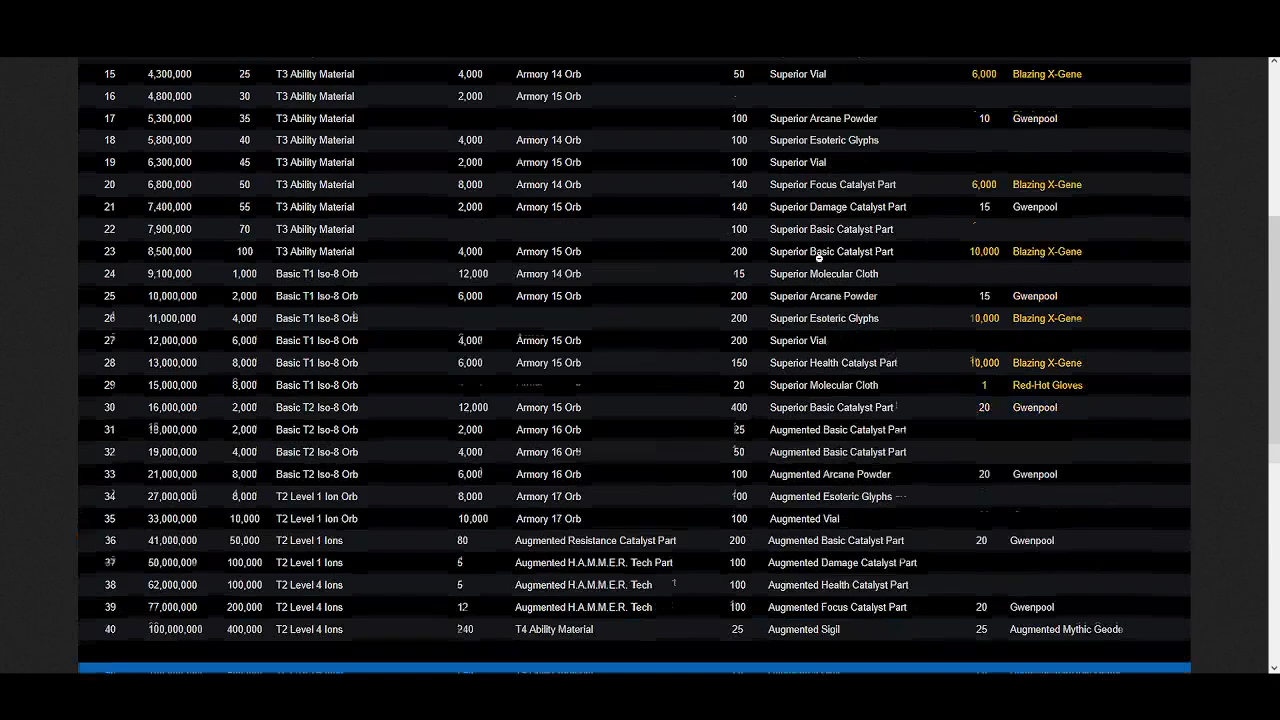 15 4,300,000 25 T3 Ability Material 4,000 Armory 14 Orb 50 Superior Vial 6,000 Blazing X-Gene
16 4,800,000 30 T3 Ability Material 2,000 Armory 15 Orb
17 5,300,000 35 T3 Ability Material 100 Superior Arcane Powder 10 Gwenpool
18 5,800,000 40 T3 Ability Material 4,000 Armory 14 Orb 100 Superior Esoteric Glyphs
19 6,300,000 45 T3 Ability Material 2,000 Armory 15 Orb 100 Superior Vial
20 6,800,000 50 T3 Ability Material 8,000 Armory 14 Orb 140 Superior Focus Catalyst Part 6,000 Blazing X-Gene
21 7,400,000 55 T3 Ability Material 2,000 Armory 15 Orb 140 Superior Damage Catalyst Part 15 Gwenpool
22 7,900,000 70 T3 Ability Material 100 Superior Basic Catalyst Part
23 8,500,000 100 T3 Ability Material 4,000 Armory 15 Orb 200 Superior Basic Catalyst Part 10,000 Blazing X-Gene
24 9,100,000 1,000 Basic T1 Iso-8 Orb 12,000 Armory 14 Orb 15 Superior Molecular Cloth
25 10,000,000 2,000 Basic T1 Iso-8 Orb 6,000 Armory 15 Orb 200 Superior Arcane Powder 15 Gwenpool
26 11,000,000 4,000 Basic T1 Iso-8 Orb 200 Superior Esoteric Glyphs 10,000 Blazing X-Gene
27 12,000,000 6,000 Basic T1 Iso-8 Orb 4,000 Armory 15 Orb 200 Superior Vial
28 13,000,000 8,000 Basic T1 Iso-8 Orb 6,000 Armory 15 Orb 150 Superior Health Catalyst Part 10,000 Blazing X-Gene
29 15,000,000 8,000 Basic T1 Iso-8 Orb 20 Superior Molecular Cloth 1 Red-Hot Gloves
30 16,000,000 2,000 Basic T2 Iso-8 Orb 12,000 Armory 15 Orb 400 Superior Basic Catalyst Part 20 Gwenpool
31 18,000,000 2,000 Basic T2 Iso-8 Orb 2,000 Armory 16 Orb 25 Augmented Basic Catalyst Part
32 19,000,000 4,000 Basic T2 Iso-8 Orb 4,000 Armory 16 Orb 50 Augmented Basic Catalyst Part
33 21,000,000 8,000 Basic T2 Iso-8 Orb 6,000 Armory 16 Orb 100 Augmented Arcane Powder 20 Gwenpool
34 27,000,000 8,000 T2 Level 1 Ion Orb 8,000 Armory 17 Orb 100 Augmented Esoteric Glyphs
35 33,000,000 10,000 T2 Level 1 Ion Orb 10,000 Armory 17 Orb 100 Augmented Vial
36 41,000,000 50,000 T2 Level 1 Ions 80 Augmented Resistance Catalyst Part 200 Augmented Basic Catalyst Part 20 Gwenpool
37 50,000,000 100,000 T2 Level 1 Ions 5 Augmented H.A.M.M.E.R. Tech Part 100 Augmented Damage Catalyst Part
38 62,000,000 100,000 T2 Level 4 Ions 5 Augmented H.A.M.M.E.R. Tech 100 Augmented Health Catalyst Part
39 77,000,000 200,000 T2 Level 4 Ions 12 Augmented H.A.M.M.E.R. Tech 100 Augmented Focus Catalyst Part 20 Gwenpool
40 100,000,000 400,000 T2 Level 4 Ions 240 T4 Ability Material 25 Augmented Sigil 25 Augmented Mythic Geode